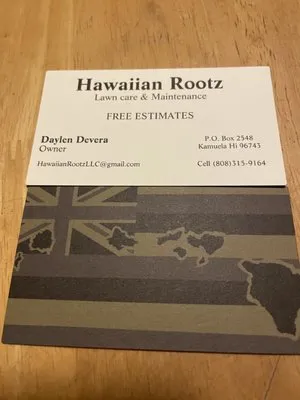 Hawaiian Rootz
Lawn care & Maintenance
FREE ESTIMATES
Daylen Devera
Owner
P.O. Box 2548
Kamuela Hi 96743
HawaiianRootzLLC@gmail.com
Cell (808)315-9164